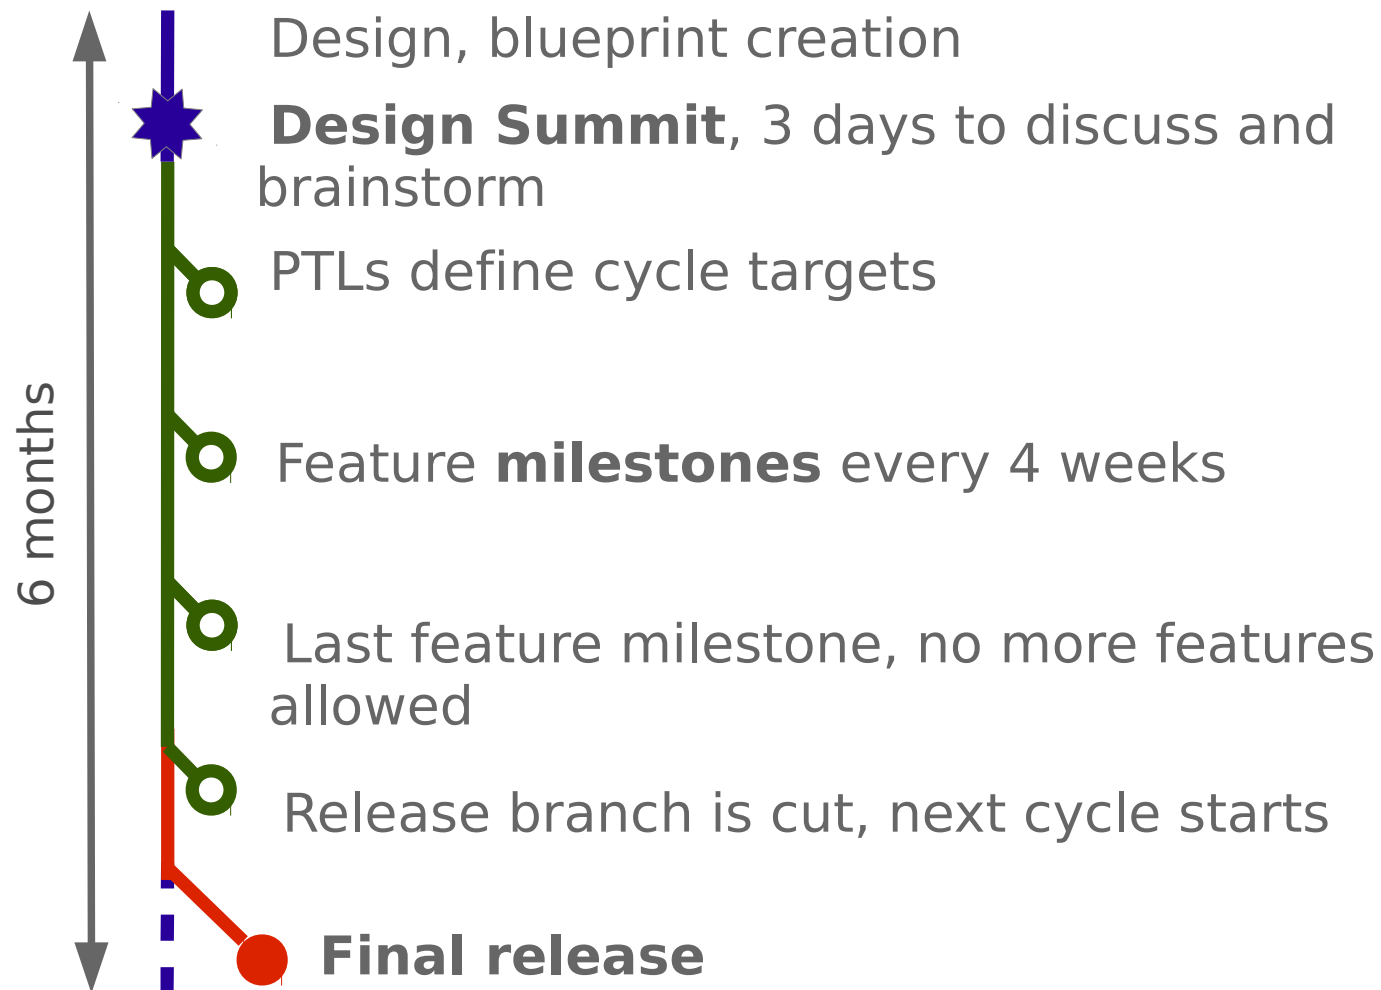 Design, blueprint creation
Design Summit, 3 days to discuss and
brainstorm
PTLs define cycle targets
6 months
Feature milestones every 4 weeks
Last feature milestone, no more features
allowed
Release branch is cut, next cycle starts
Final release